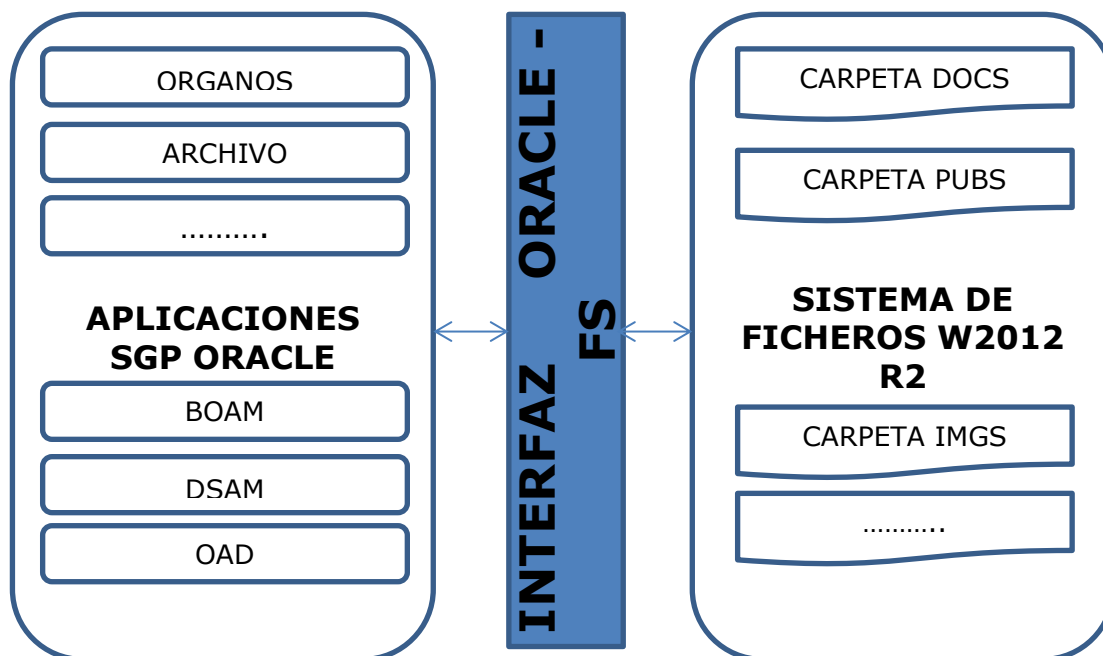 ORGANOS
ARCHIVO
……….
APLICACIONES
SGP ORACLE
BOAM
DSAM
OAD
INTERFAZ ORACLE -
FS
CARPETA DOCS
CARPETA PUBS
SISTEMA DE
FICHEROS W2012
R2
CARPETA IMGS
………..